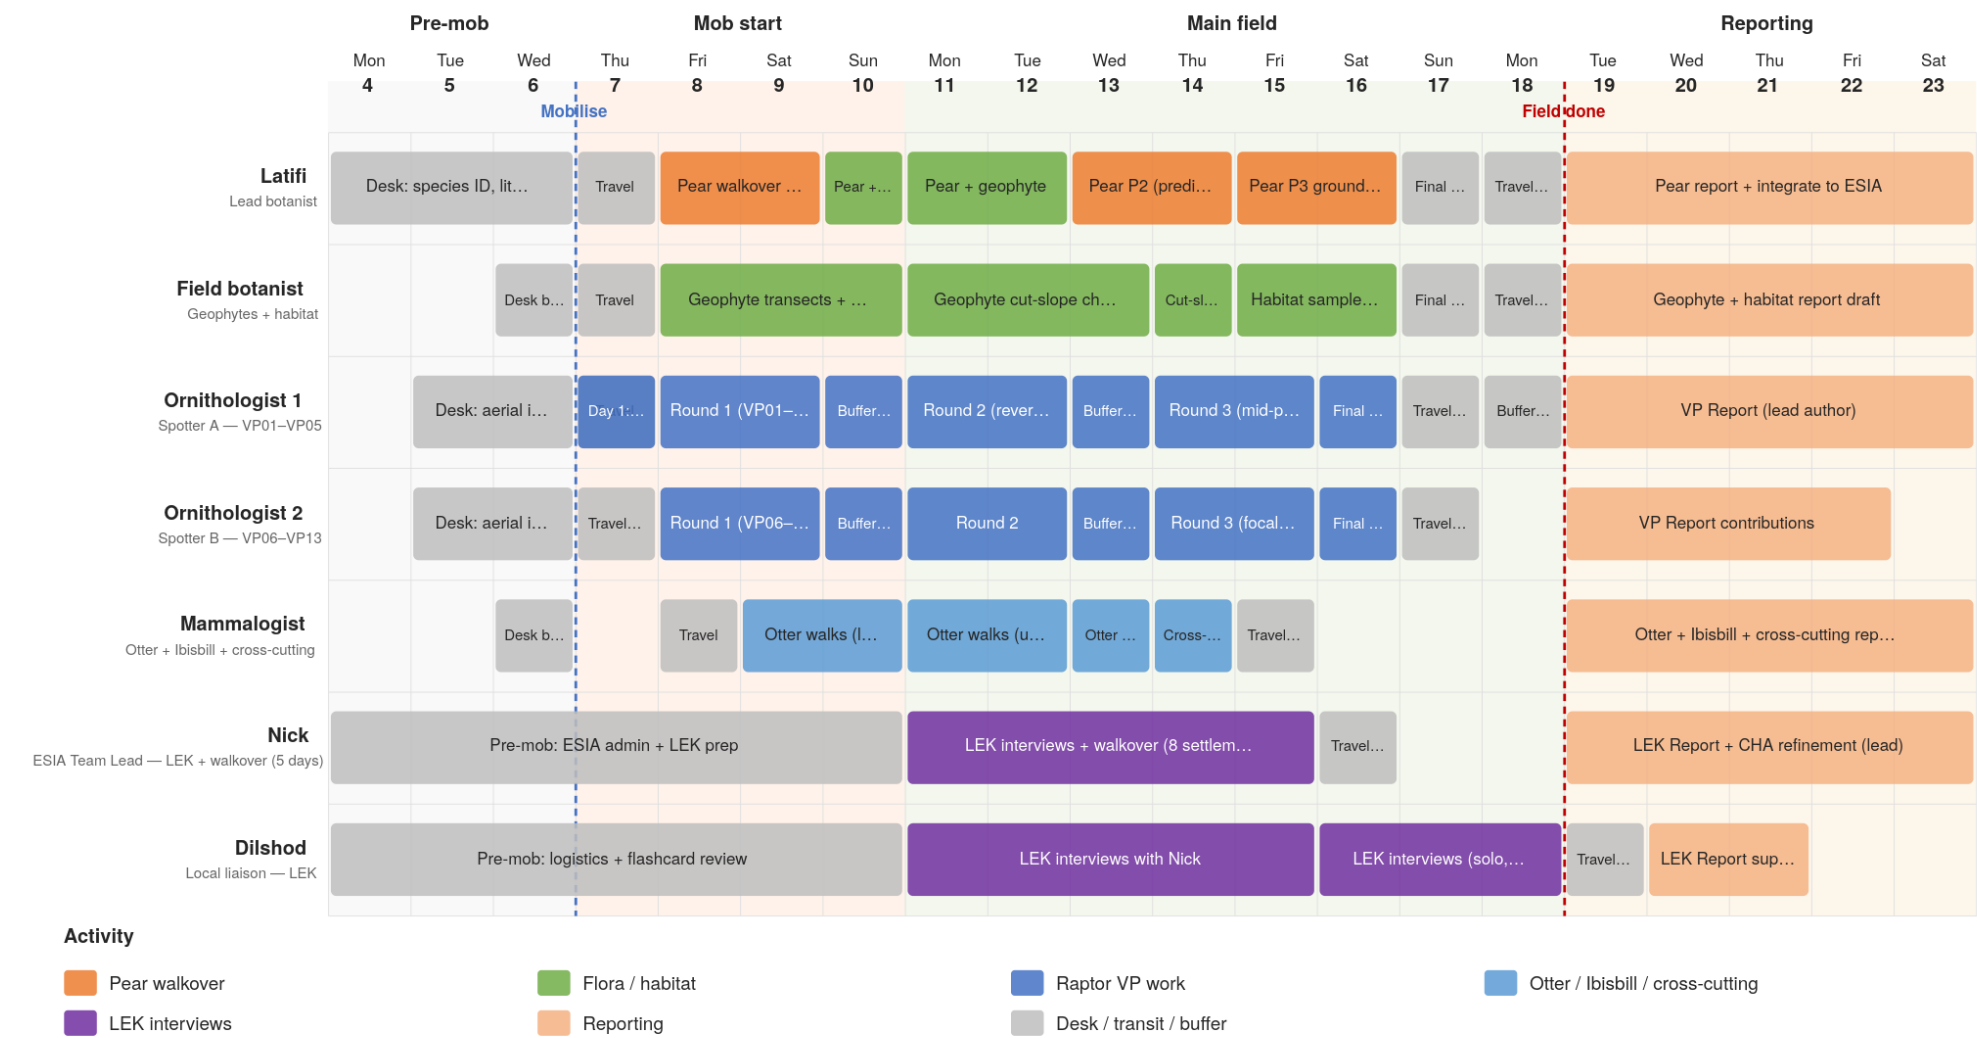 Pre-mob Mob start Main field Reporting
Mon Tue Wed Thu Fri Sat Sun Mon Tue Wed Thu Fri Sat Sun Mon Tue Wed Thu Fri Sat
4 5 6 7 8 9 10 11 12 13 14 15 16 17 18 19 20 21 22 23
Mobilise Field done
Latifi
Lead botanist
Desk: species ID, lit… Travel Pear walkover … Pear +… Pear + geophyte Pear P2 (predi… Pear P3 ground… Final … Travel… Pear report + integrate to ESIA
Field botanist
Geophytes + habitat
Desk b… Travel Geophyte transects + … Geophyte cut-slope ch… Cut-sl… Habitat sample… Final … Travel… Geophyte + habitat report draft
Ornithologist 1
Spotter A — VP01–VP05
Desk: aerial i… Day 1:… Round 1 (VP01–… Buffer… Round 2 (rever… Buffer… Round 3 (mid-p… Final … Travel… Buffer… VP Report (lead author)
Ornithologist 2
Spotter B — VP06–VP13
Desk: aerial i… Travel… Round 1 (VP06–… Buffer… Round 2 Buffer… Round 3 (focal… Final … Travel… VP Report contributions
Mammalogist
Otter + Ibisbill + cross-cutting
Desk b… Travel Otter walks (l… Otter walks (u… Otter … Cross-… Travel… Otter + Ibisbill + cross-cutting rep…
Nick
ESIA Team Lead — LEK + walkover (5 days)
Pre-mob: ESIA admin + LEK prep LEK interviews + walkover (8 settlem… Travel… LEK Report + CHA refinement (lead)
Dilshod
Local liaison — LEK
Pre-mob: logistics + flashcard review LEK interviews with Nick LEK interviews (solo,… Travel… LEK Report sup…
Activity
Pear walkover Flora / habitat Raptor VP work Otter / Ibisbill / cross-cutting
LEK interviews Reporting Desk / transit / buffer